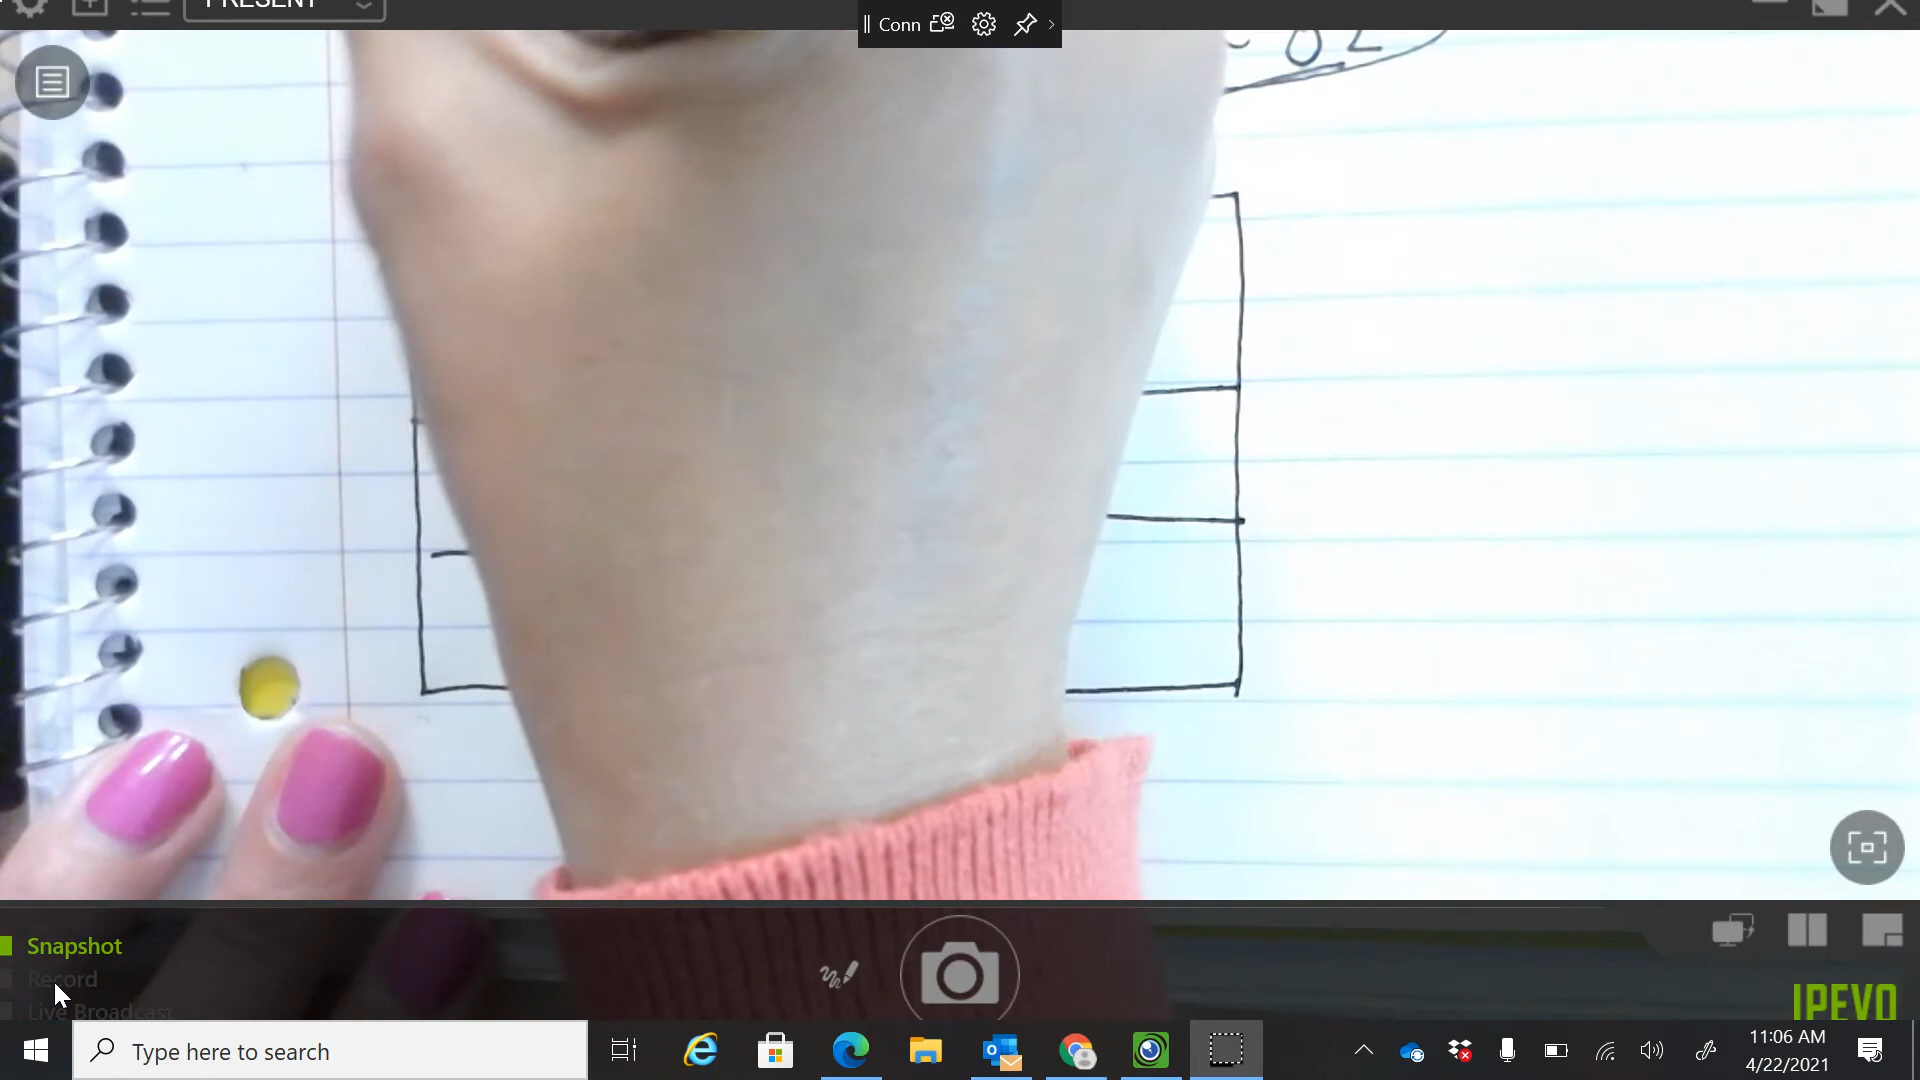 PRESENT
Conn
Snapshot
Record
Live Broadcast
IPEVO
Type here to search
11:06 AM
4/22/2021